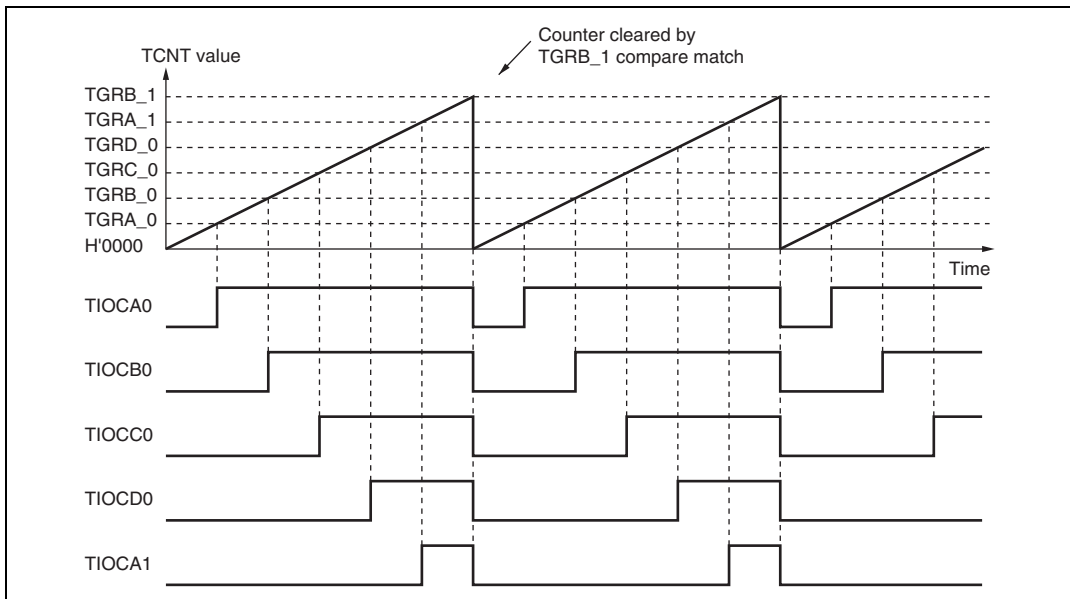 Counter cleared by
TGRB_1 compare match
TCNT value
TGRB_1
TGRA_1
TGRD_0
TGRC_0
TGRB_0
TGRA_0
H'0000
Time
TIOCA0
TIOCB0
TIOCC0
TIOCD0
TIOCA1